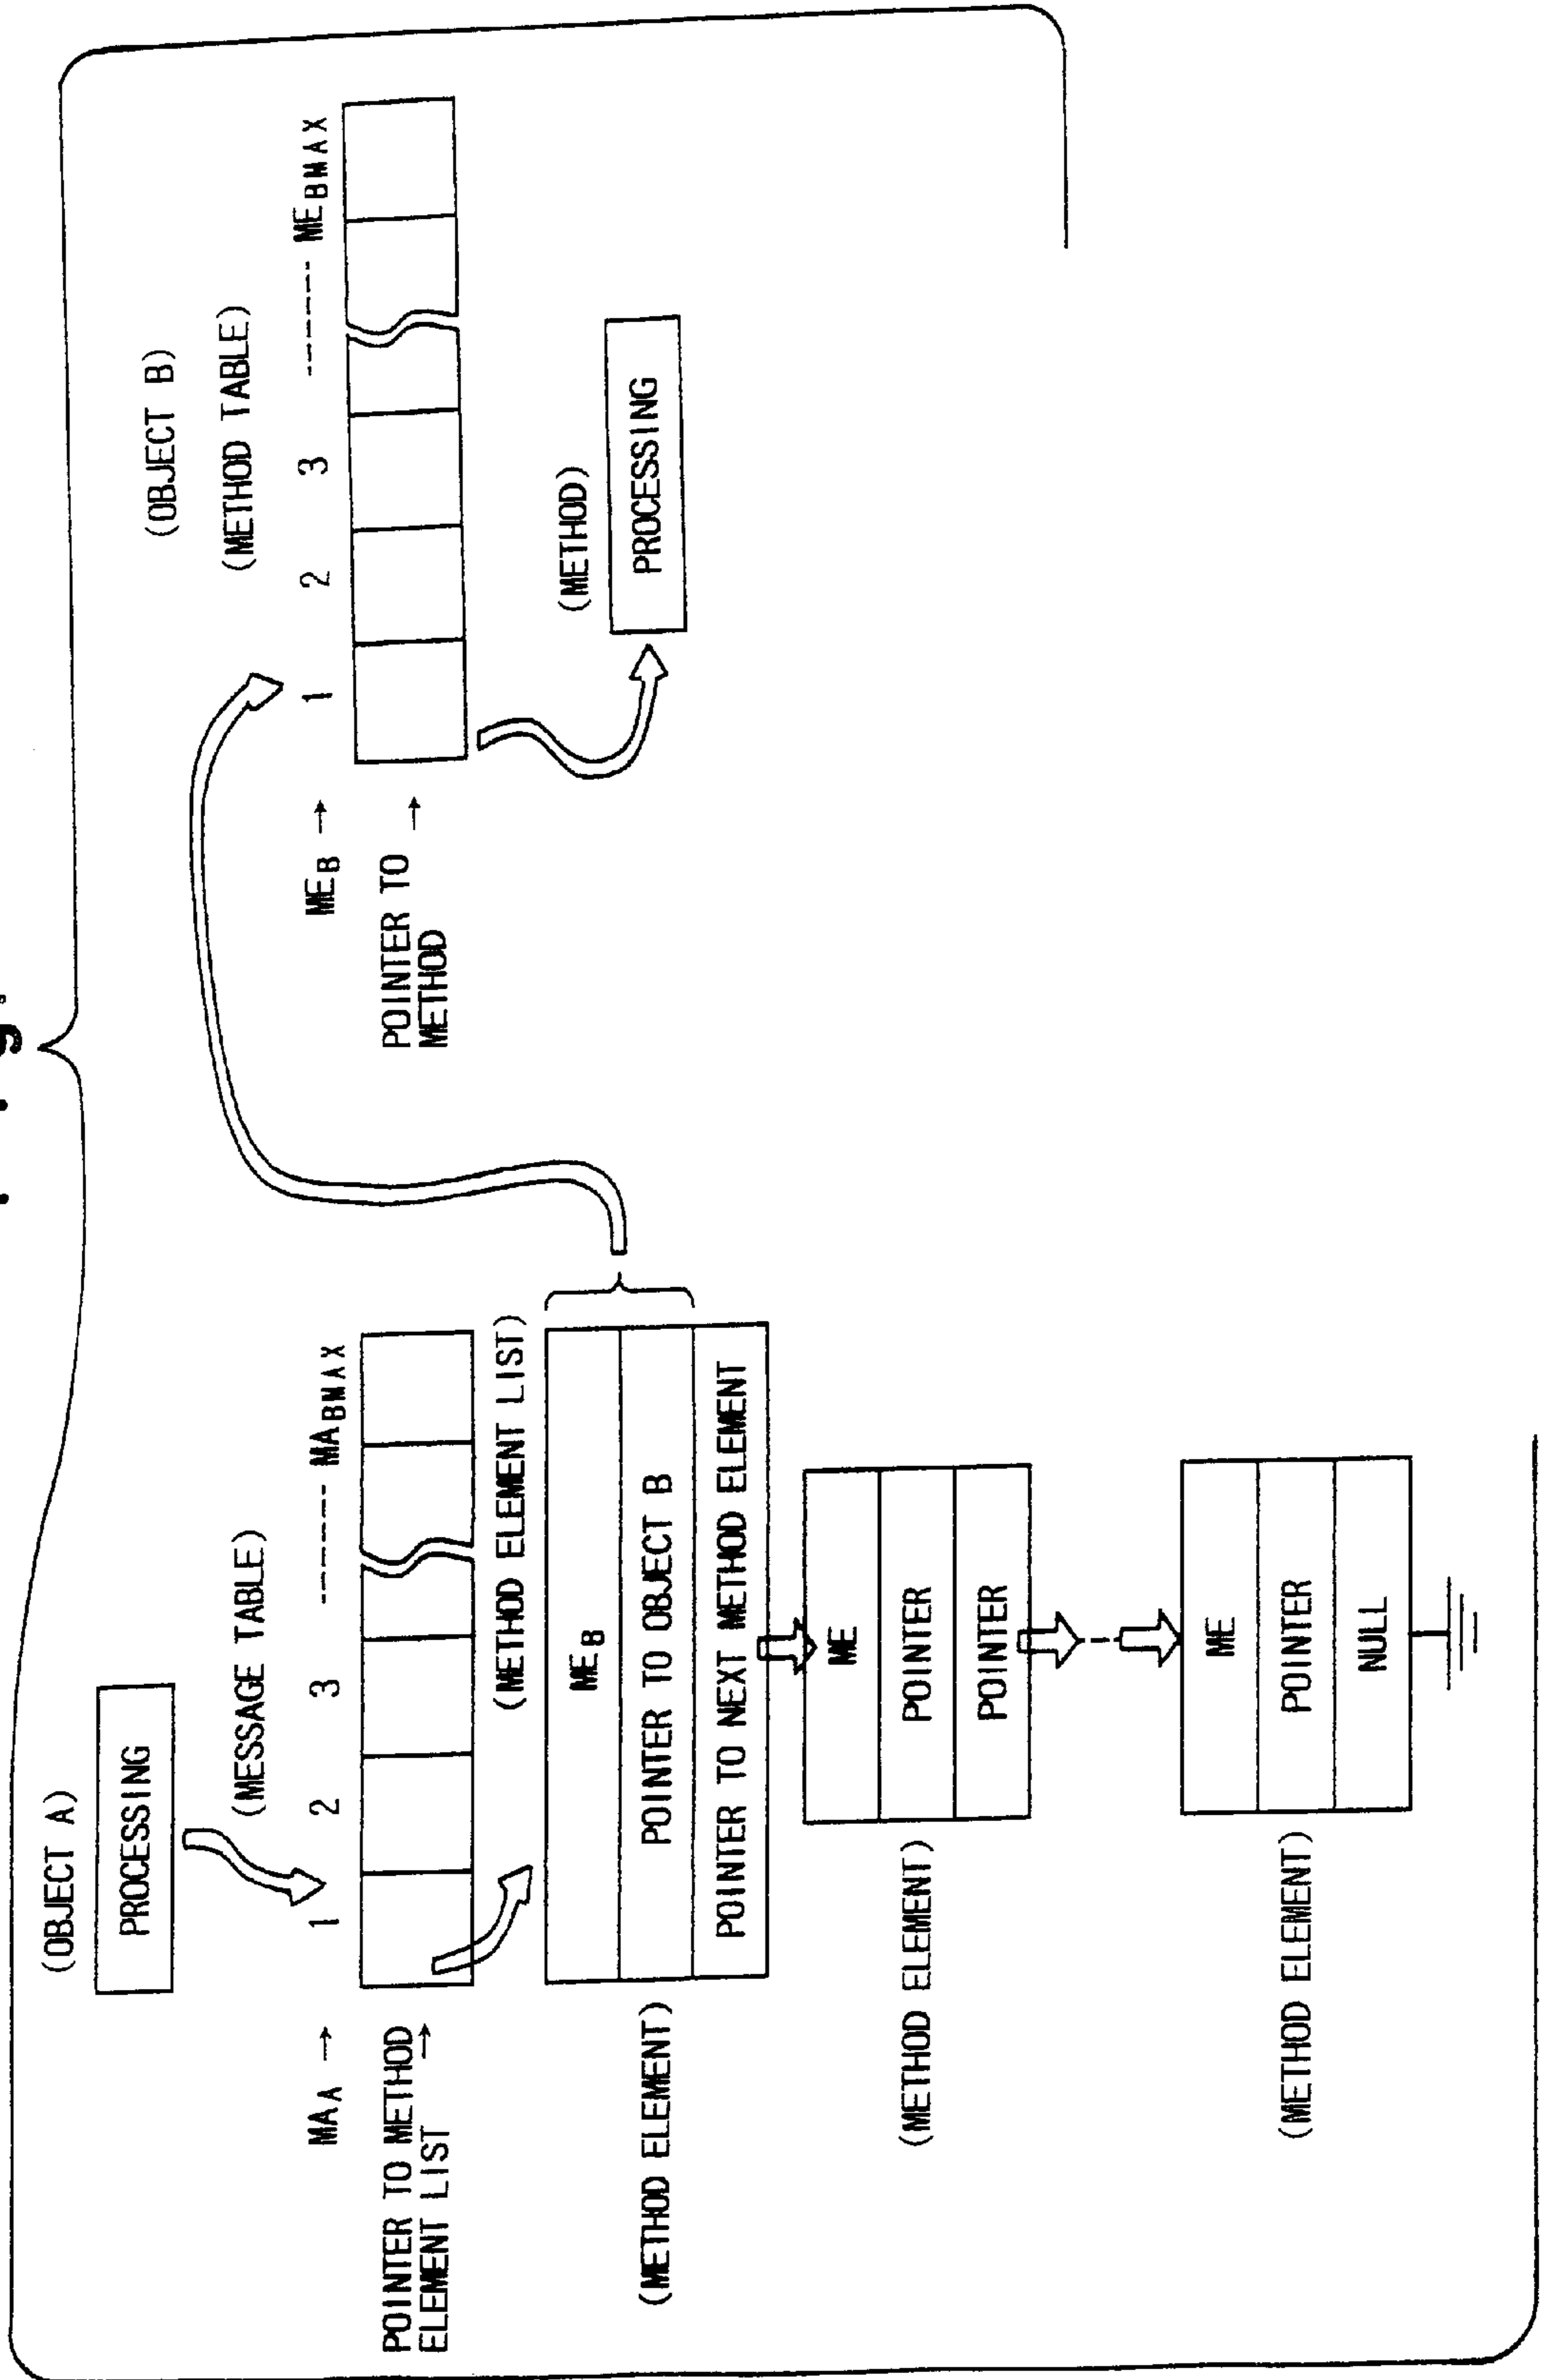 (OBJECT A)
PROCESSING
(MESSAGE TABLE)
MA_A → 1 2 3 ------ MA_BMAX
POINTER TO METHOD →
ELEMENT LIST
(METHOD ELEMENT LIST)
(METHOD ELEMENT)
ME_B
POINTER TO OBJECT B
POINTER TO NEXT METHOD ELEMENT
(METHOD ELEMENT)
ME
POINTER
POINTER
(METHOD ELEMENT)
ME
POINTER
NULL
(OBJECT B)
(METHOD TABLE)
ME_B → 1 2 3 ------ ME_BMAX
POINTER TO →
METHOD
(METHOD)
PROCESSING